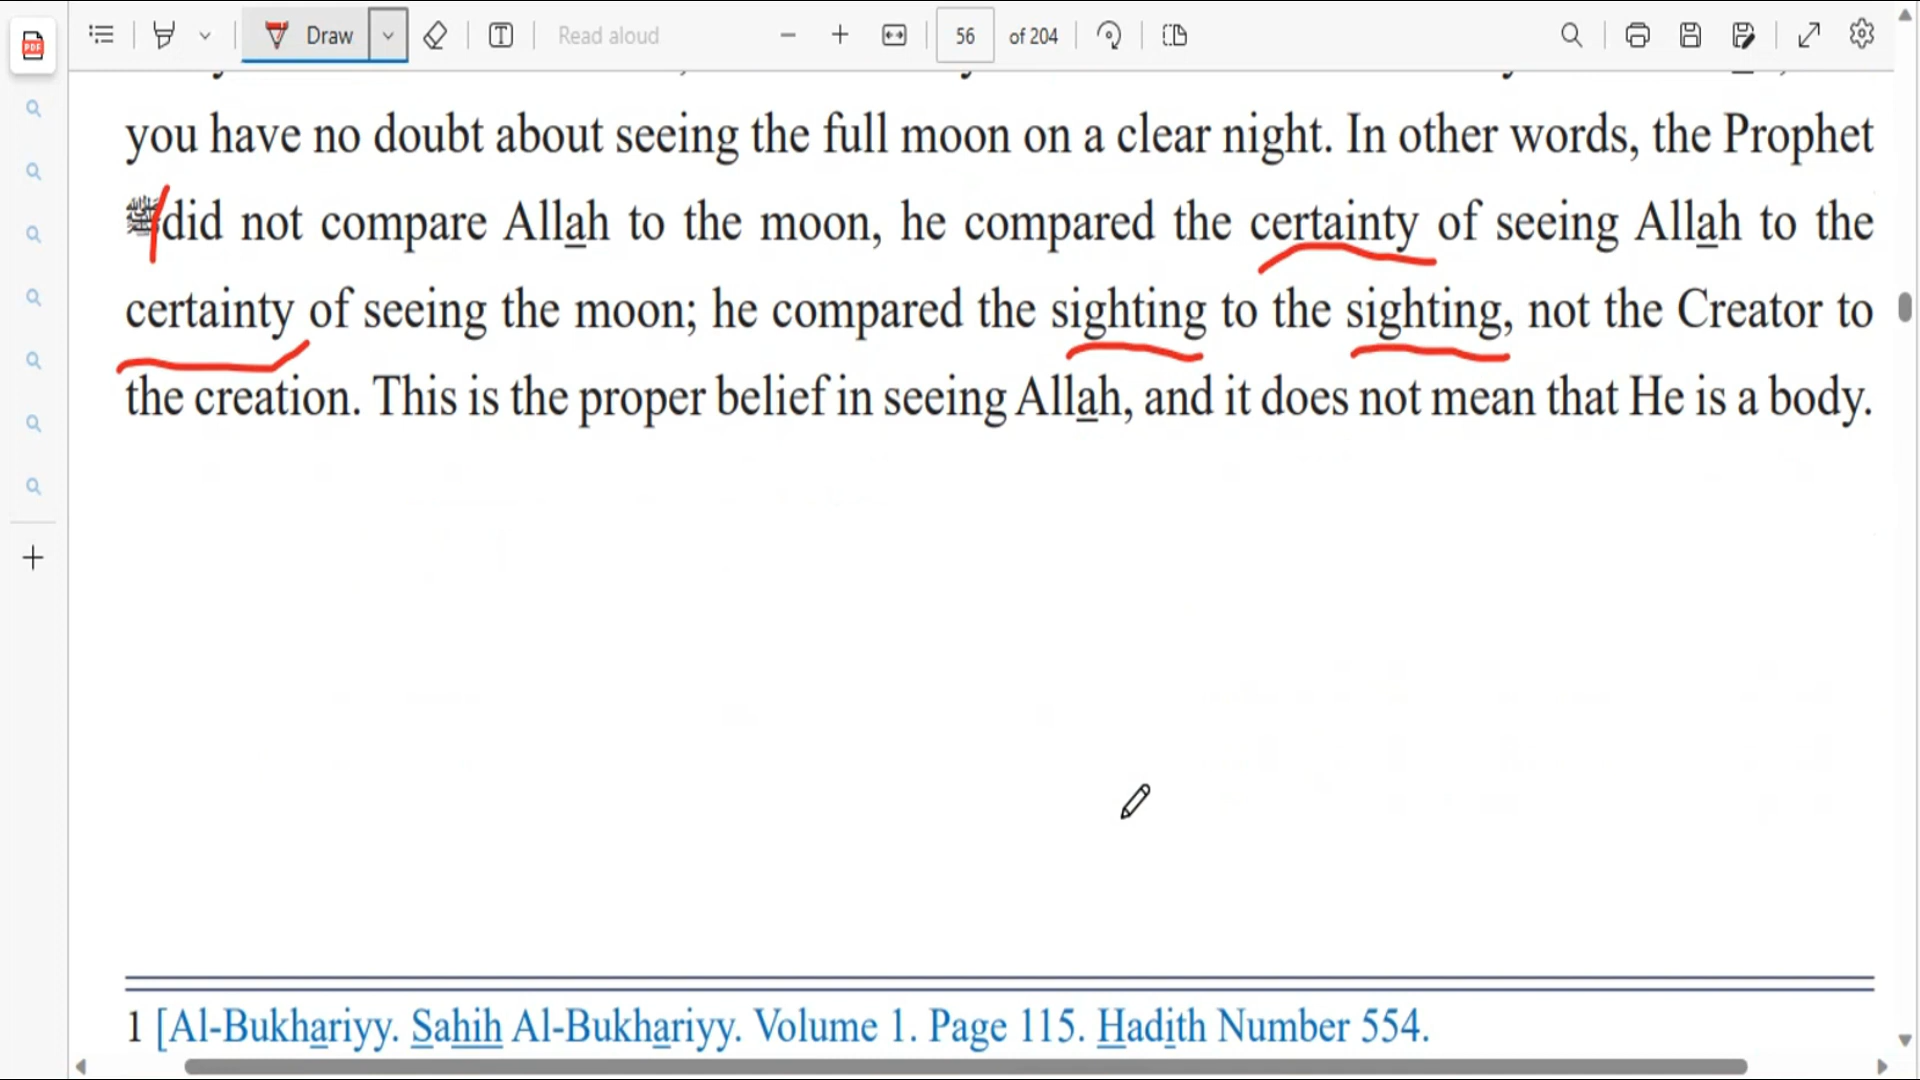 PDF
Draw
Read aloud
56 of 204
you have no doubt about seeing the full moon on a clear night. In other words, the Prophet
ﷺ did not compare Allah to the moon, he compared the certainty of seeing Allah to the
certainty of seeing the moon; he compared the sighting to the sighting, not the Creator to
the creation. This is the proper belief in seeing Allah, and it does not mean that He is a body.
1 [Al-Bukhariyy. Sahih Al-Bukhariyy. Volume 1. Page 115. Hadith Number 554.